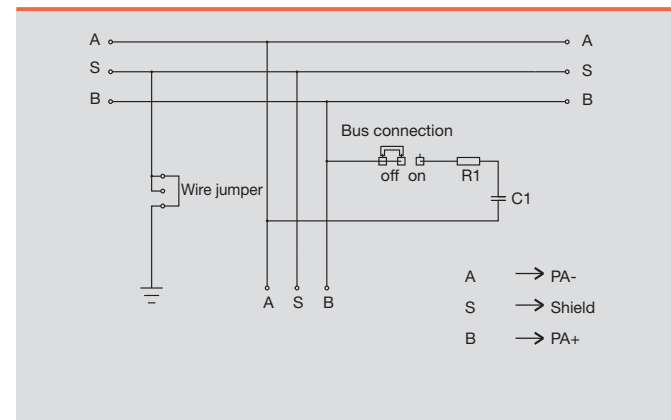 A A
S S
B B
Bus connection
off on R1
Wire jumper
C1
A → PA-
S → Shield
B → PA+
A S B